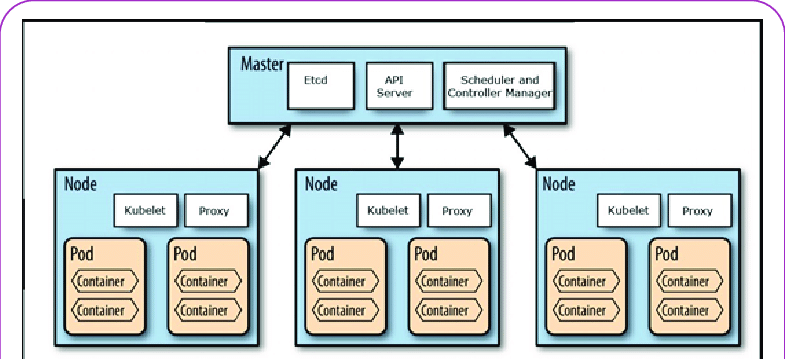 Master
Etcd
API
Server
Scheduler and
Controller Manager
Node
Kubelet
Proxy
Pod
Container
Container
Pod
Container
Container
Node
Kubelet
Proxy
Pod
Container
Container
Pod
Container
Container
Node
Kubelet
Proxy
Pod
Container
Container
Pod
Container
Container